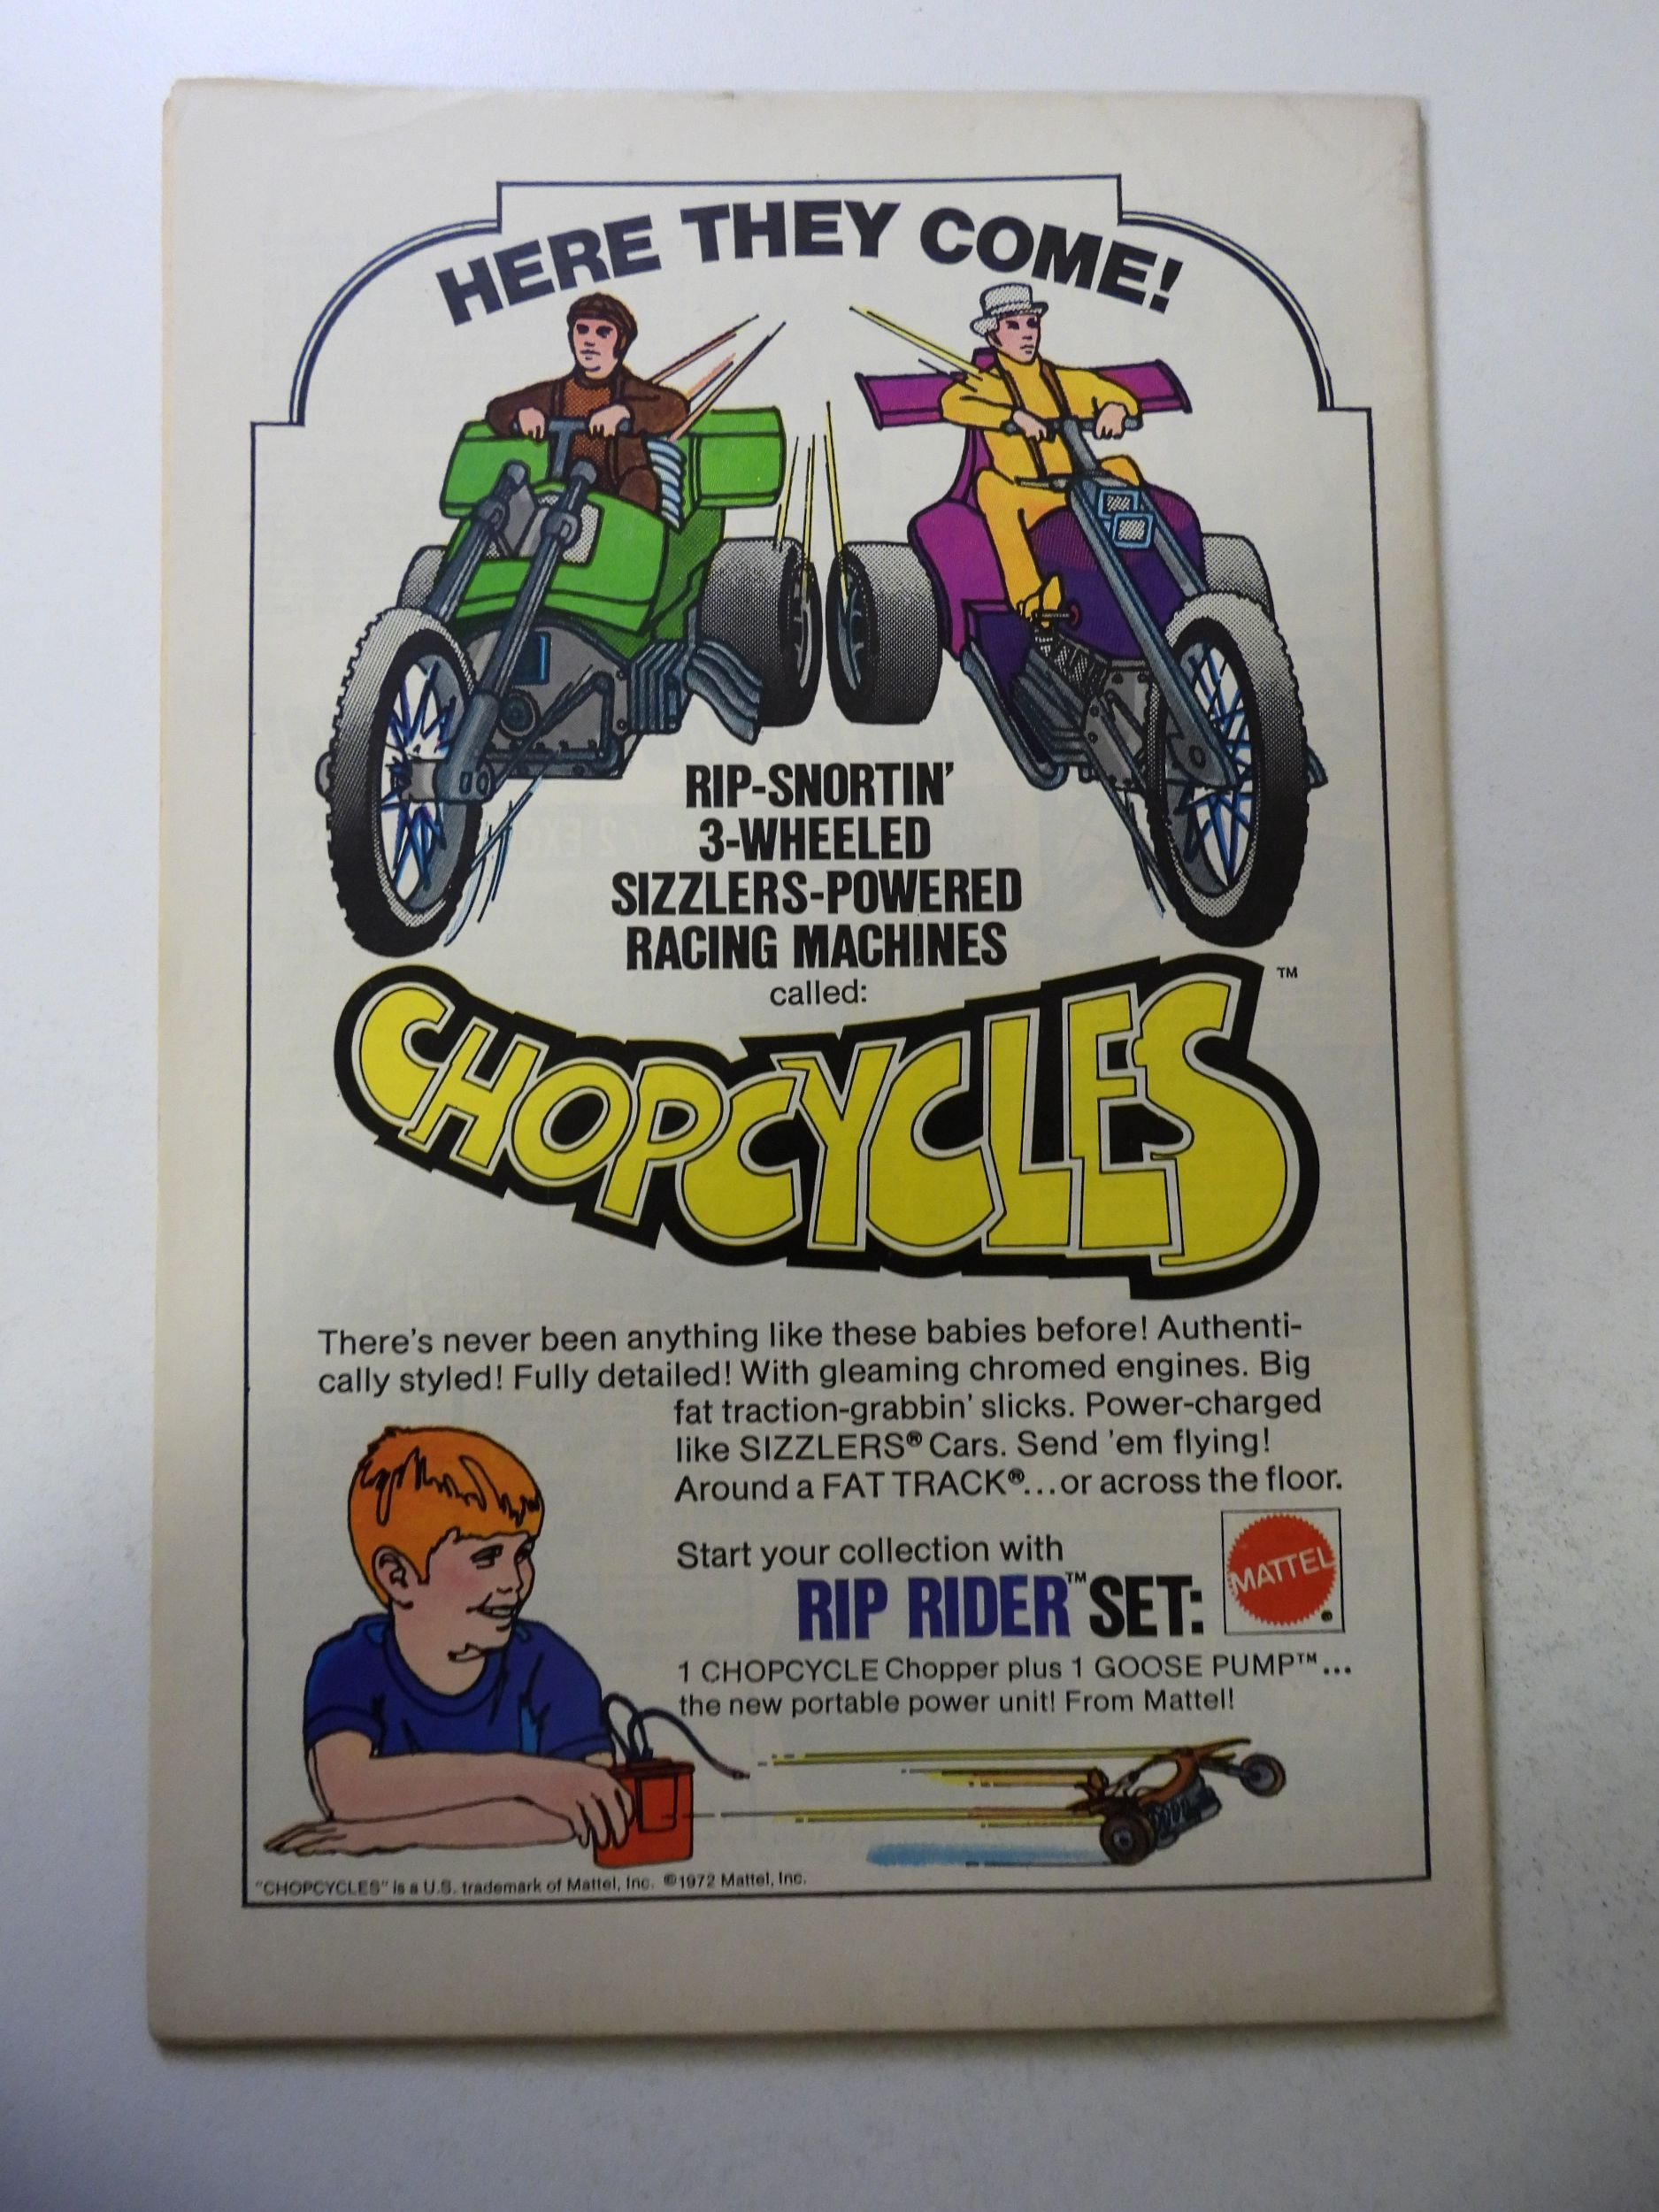 HERE THEY COME!
RIP-SNORTIN'
3-WHEELED
SIZZLERS-POWERED
RACING MACHINES
called:
CHOPCYCLES™
There's never been anything like these babies before! Authenti-
cally styled! Fully detailed! With gleaming chromed engines. Big
fat traction-grabbin' slicks. Power-charged
like SIZZLERS® Cars. Send 'em flying!
Around a FAT TRACK®...or across the floor.
Start your collection with
RIP RIDER™ SET:
MATTEL®
1 CHOPCYCLE Chopper plus 1 GOOSE PUMP™...
the new portable power unit! From Mattel!
"CHOPCYCLES" is a U.S. trademark of Mattel, Inc. ©1972 Mattel, Inc.